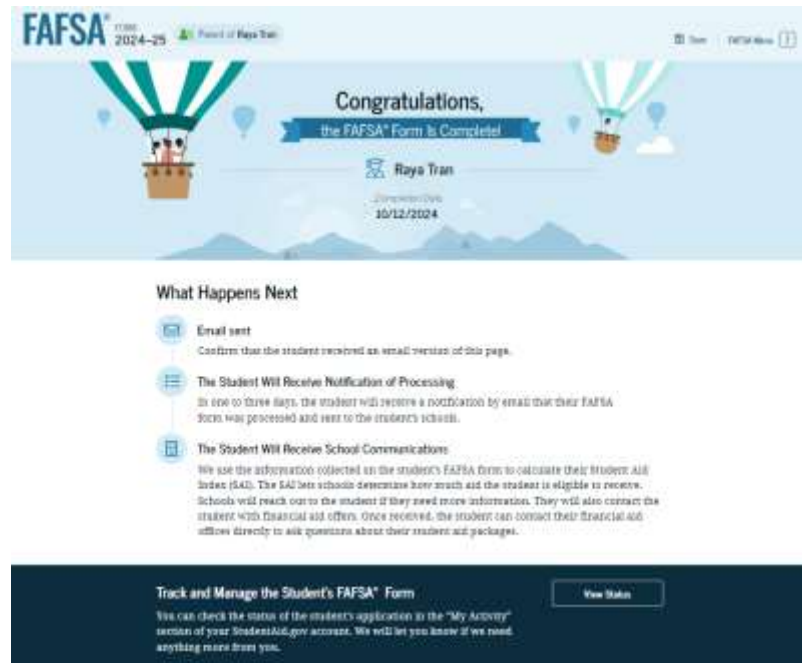 FAFSA®
FORM
2024–25
Parent of Raya Tran
Save
FAFSA Menu
Congratulations,
the FAFSA® Form Is Complete!
Raya Tran
Completion Date
10/12/2024
What Happens Next
Email sent
Confirm that the student received an email version of this page.
The Student Will Receive Notification of Processing
In one to three days, the student will receive a notification by email that their FAFSA
form was processed and sent to the student's schools.
The Student Will Receive School Communications
We use the information collected on the student's FAFSA form to calculate their Student Aid
Index (SAI). The SAI lets schools determine how much aid the student is eligible to receive.
Schools will reach out to the student if they need more information. They will also contact the
student with financial aid offers. Once received, the student can contact their financial aid
offices directly to ask questions about their student aid packages.
Track and Manage the Student's FAFSA® Form
View Status
You can check the status of the student's application in the "My Activity"
section of your StudentAid.gov account. We will let you know if we need
anything more from you.